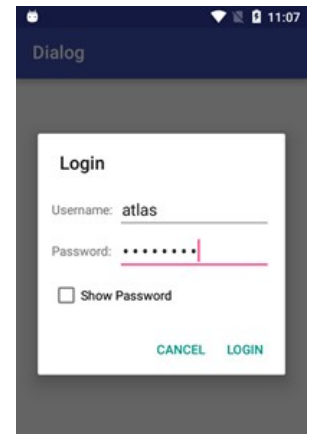 11:07
Dialog
Login
Username: atlas
Password: ••••••••
Show Password
CANCEL LOGIN